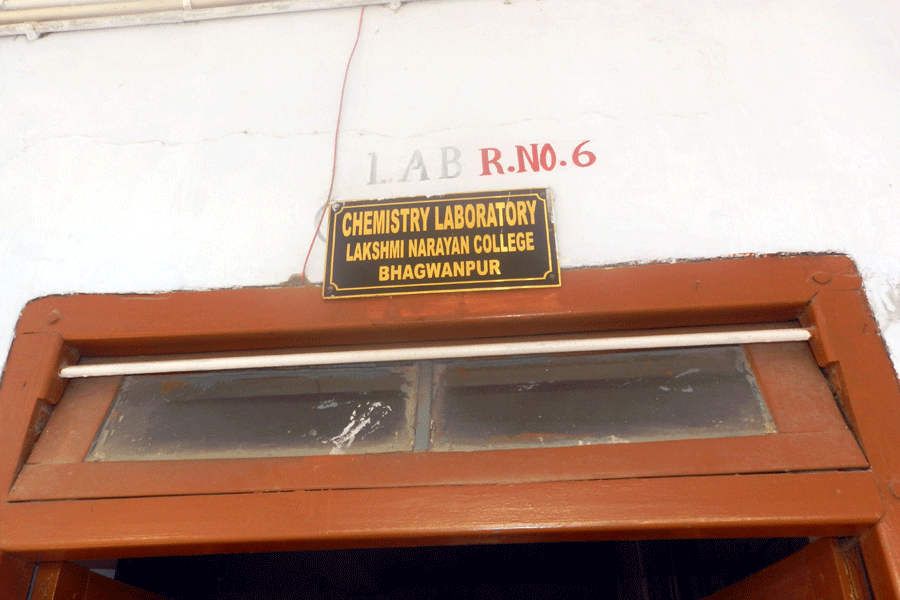 LAB R.NO.6
CHEMISTRY LABORATORY
LAKSHMI NARAYAN COLLEGE
BHAGWANPUR